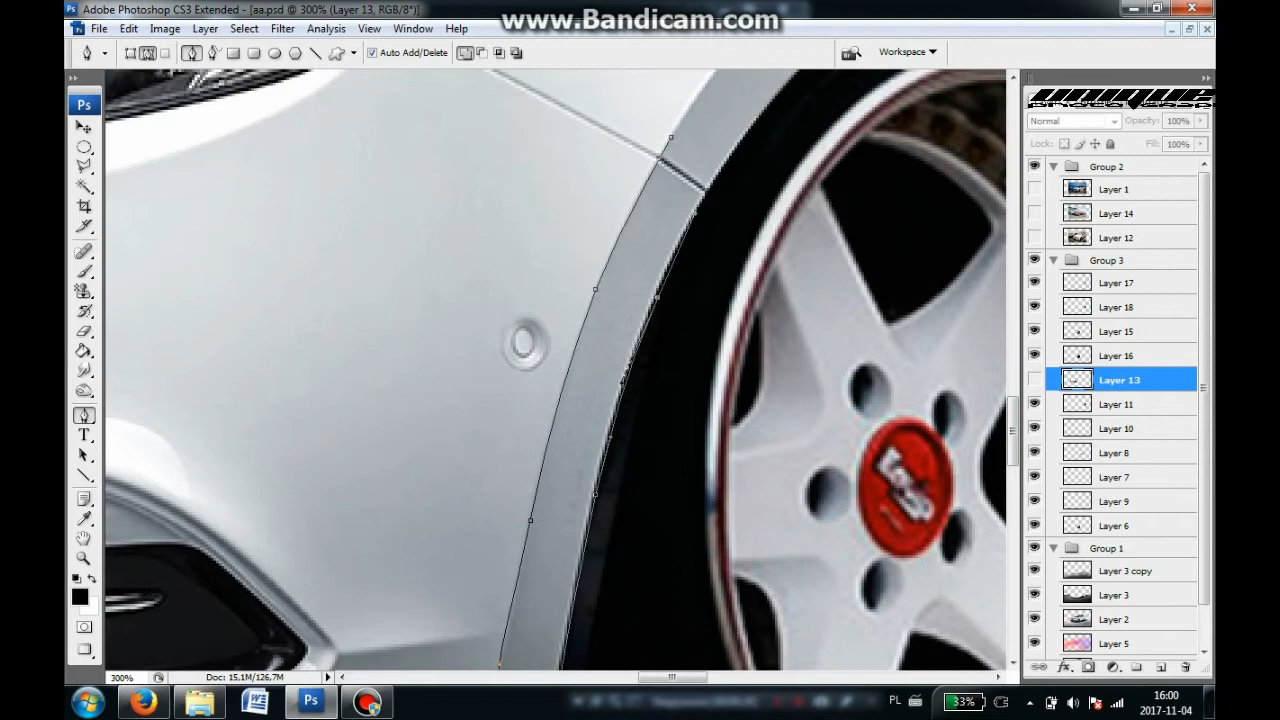 Adobe Photoshop CS3 Extended - [aa.psd @ 300% (Layer 13, RGB/8*)]
www.Bandicam.com
File Edit Image Layer Select Filter Analysis View Window Help
Auto Add/Delete
Workspace
Ps
Normal
Opacity: 100%
Lock:
Fill: 100%
Group 2
Layer 1
Layer 14
Layer 12
Group 3
Layer 17
Layer 18
Layer 15
Layer 16
Layer 13
Layer 11
Layer 10
Layer 8
Layer 7
Layer 9
Layer 6
Group 1
Layer 3 copy
Layer 3
Layer 2
Layer 5
300%
Doc: 15,1M/126,7M
Ps
PL
33%
16:00
2017-11-04